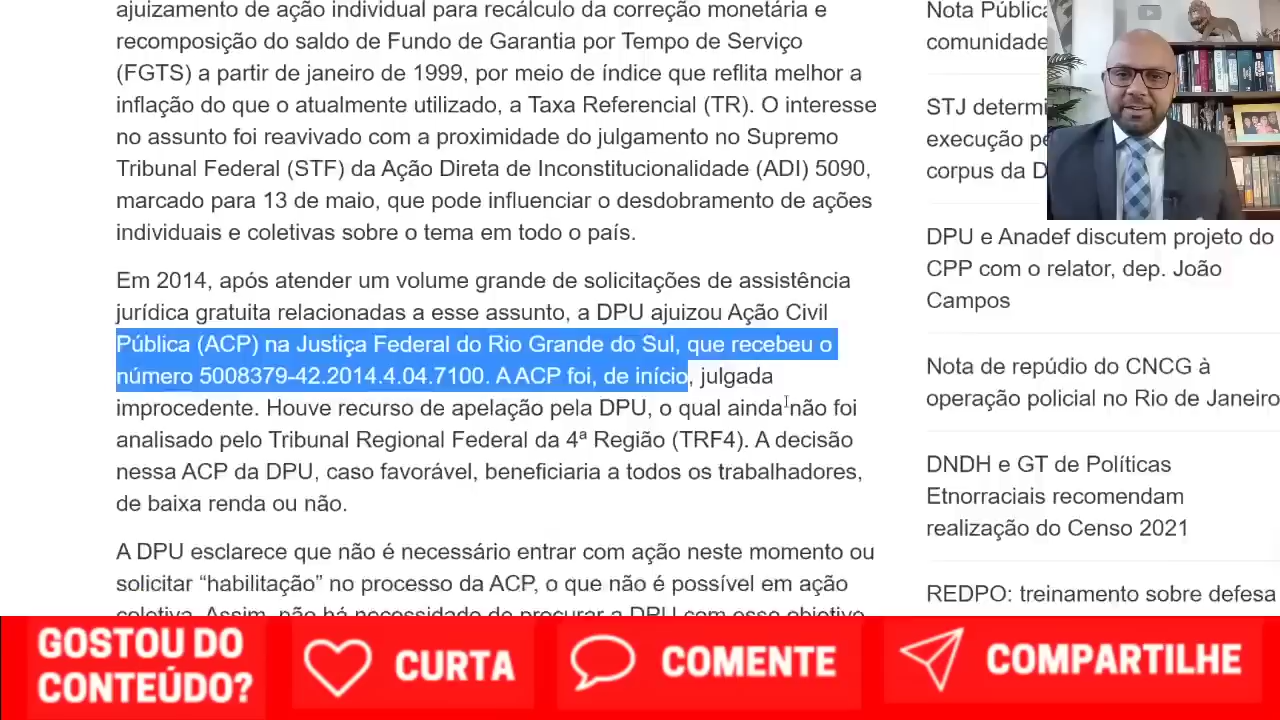 ajuizamento de ação individual para recálculo da correção monetária e
recomposição do saldo de Fundo de Garantia por Tempo de Serviço
(FGTS) a partir de janeiro de 1999, por meio de índice que reflita melhor a
inflação do que o atualmente utilizado, a Taxa Referencial (TR). O interesse
no assunto foi reavivado com a proximidade do julgamento no Supremo
Tribunal Federal (STF) da Ação Direta de Inconstitucionalidade (ADI) 5090,
marcado para 13 de maio, que pode influenciar o desdobramento de ações
individuais e coletivas sobre o tema em todo o país.
Em 2014, após atender um volume grande de solicitações de assistência
jurídica gratuita relacionadas a esse assunto, a DPU ajuizou Ação Civil
Pública (ACP) na Justiça Federal do Rio Grande do Sul, que recebeu o
número 5008379-42.2014.4.04.7100. A ACP foi, de início, julgada
improcedente. Houve recurso de apelação pela DPU, o qual ainda não foi
analisado pelo Tribunal Regional Federal da 4ª Região (TRF4). A decisão
nessa ACP da DPU, caso favorável, beneficiaria a todos os trabalhadores,
de baixa renda ou não.
A DPU esclarece que não é necessário entrar com ação neste momento ou
solicitar “habilitação” no processo da ACP, o que não é possível em ação
coletiva. Assim, não há necessidade de procurar a DPU com esse objetivo
Nota Pública
comunidade
STJ determi
execução pe
corpus da D
DPU e Anadef discutem projeto do
CPP com o relator, dep. João
Campos
Nota de repúdio do CNCG à
operação policial no Rio de Janeiro
DNDH e GT de Políticas
Etnorraciais recomendam
realização do Censo 2021
REDPO: treinamento sobre defesa
GOSTOU DO
CONTEÚDO?
CURTA
COMENTE
COMPARTILHE